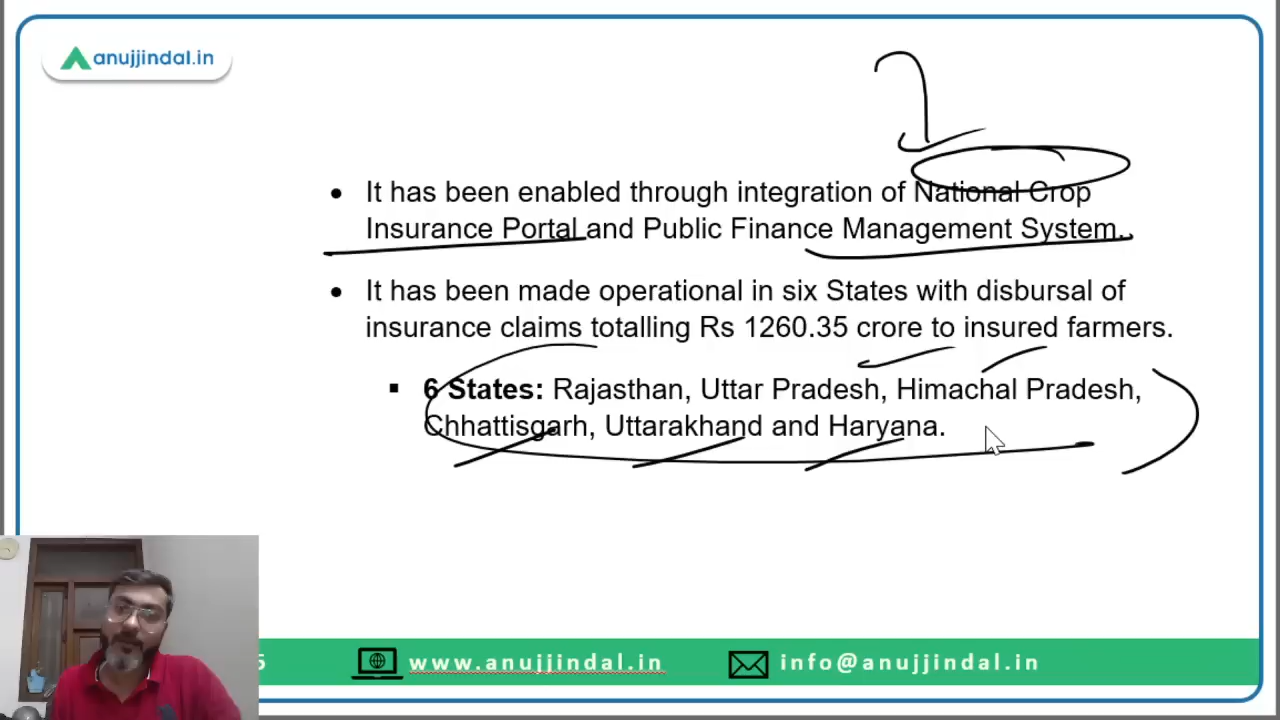 anujjindal.in
It has been enabled through integration of National Crop
Insurance Portal and Public Finance Management System.
It has been made operational in six States with disbursal of
insurance claims totalling Rs 1260.35 crore to insured farmers.
6 States: Rajasthan, Uttar Pradesh, Himachal Pradesh,
Chhattisgarh, Uttarakhand and Haryana.
5 www.anujjindal.in info@anujjindal.in